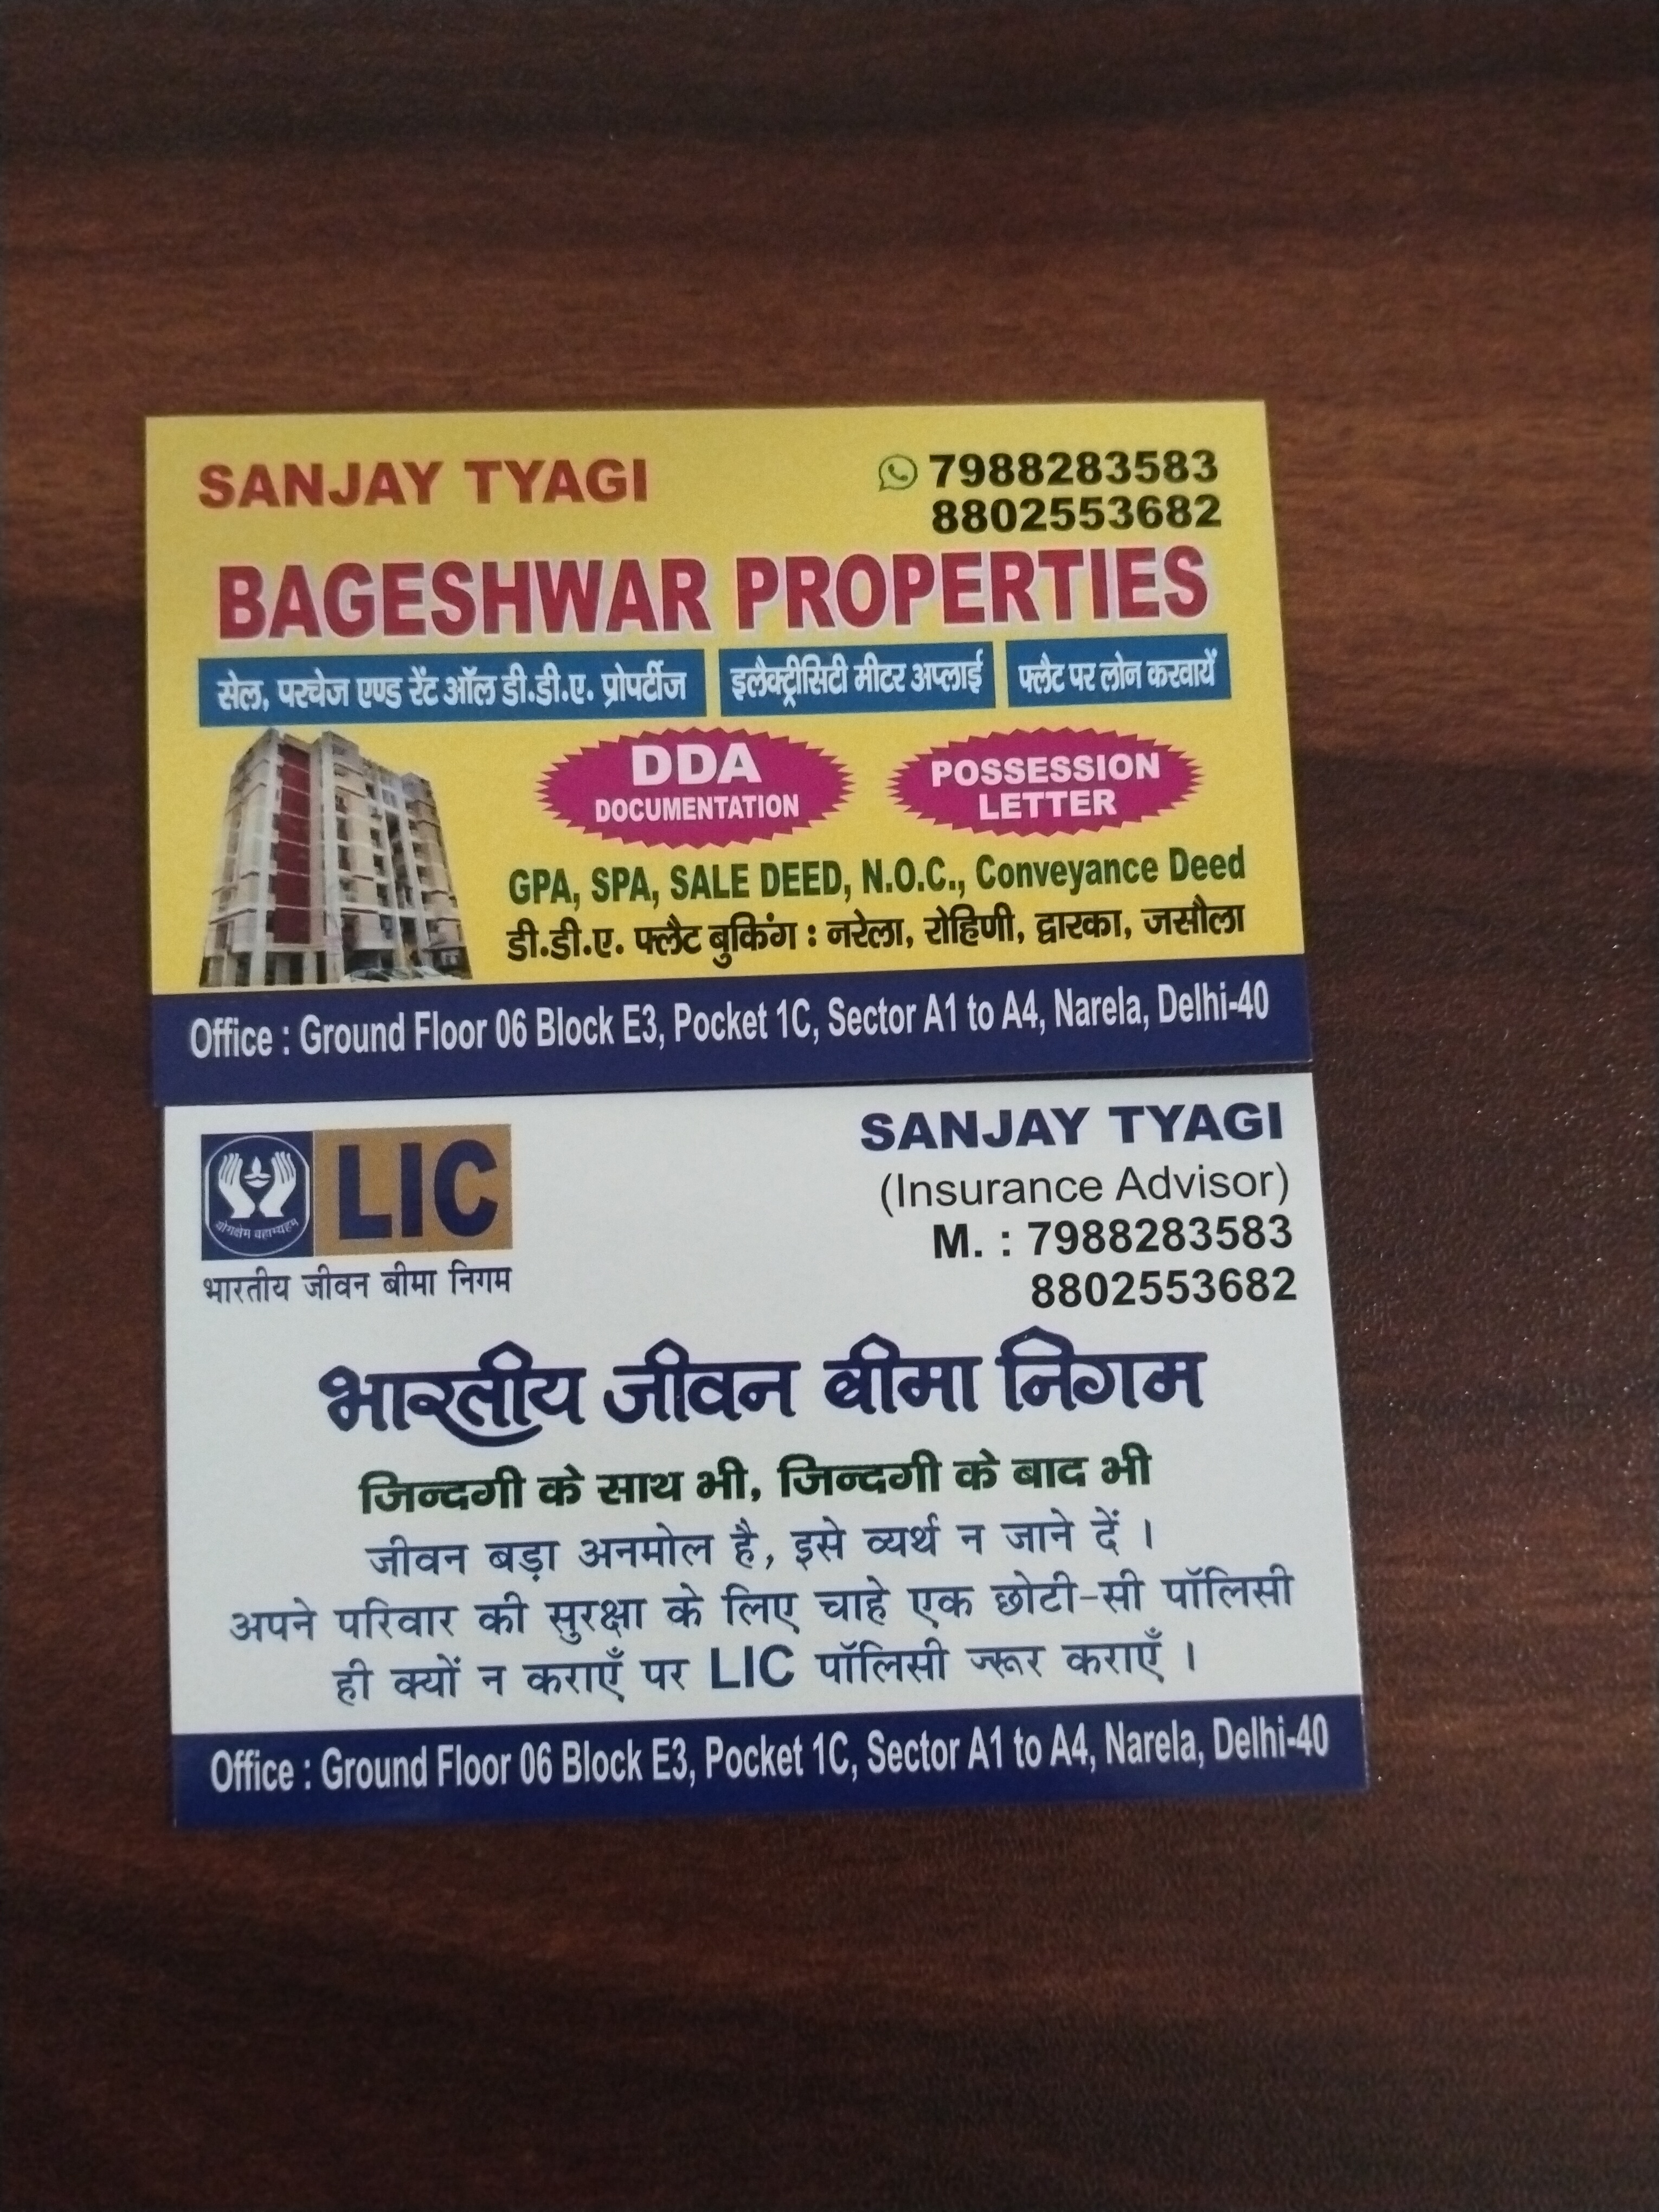 SANJAY TYAGI
7988283583
8802553682
BAGESHWAR PROPERTIES
सेल, परचेज एण्ड रेंट ऑल डी.डी.ए. प्रोपर्टीज
इलैक्ट्रीसिटी मीटर अप्लाई
फ्लैट पर लोन करवायें
DDA
DOCUMENTATION
POSSESSION
LETTER
GPA, SPA, SALE DEED, N.O.C., Conveyance Deed
डी.डी.ए. फ्लैट बुकिंग : नरेला, रोहिणी, द्वारका, जसौला
Office : Ground Floor 06 Block E3, Pocket 1C, Sector A1 to A4, Narela, Delhi-40
योगक्षेमं वहाम्यहम्
LIC
भारतीय जीवन बीमा निगम
SANJAY TYAGI
(Insurance Advisor)
M. : 7988283583
8802553682
भारतीय जीवन बीमा निगम
जिन्दगी के साथ भी, जिन्दगी के बाद भी
जीवन बड़ा अनमोल है, इसे व्यर्थ न जाने दें ।
अपने परिवार की सुरक्षा के लिए चाहे एक छोटी-सी पॉलिसी
ही क्यों न कराएँ पर LIC पॉलिसी ज्रूर कराएँ ।
Office : Ground Floor 06 Block E3, Pocket 1C, Sector A1 to A4, Narela, Delhi-40